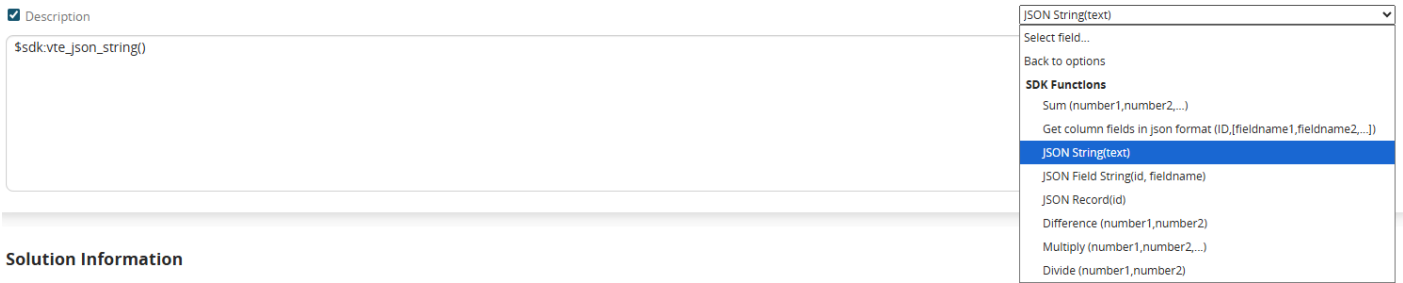 Description
JSON String(text)
$sdk:vte_json_string()
Select field...
Back to options
SDK Functions
Sum (number1,number2,...)
Get column fields in json format (ID,[fieldname1,fieldname2,...])
JSON String(text)
JSON Field String(id, fieldname)
JSON Record(id)
Difference (number1,number2)
Multiply (number1,number2,...)
Divide (number1,number2)
Solution Information